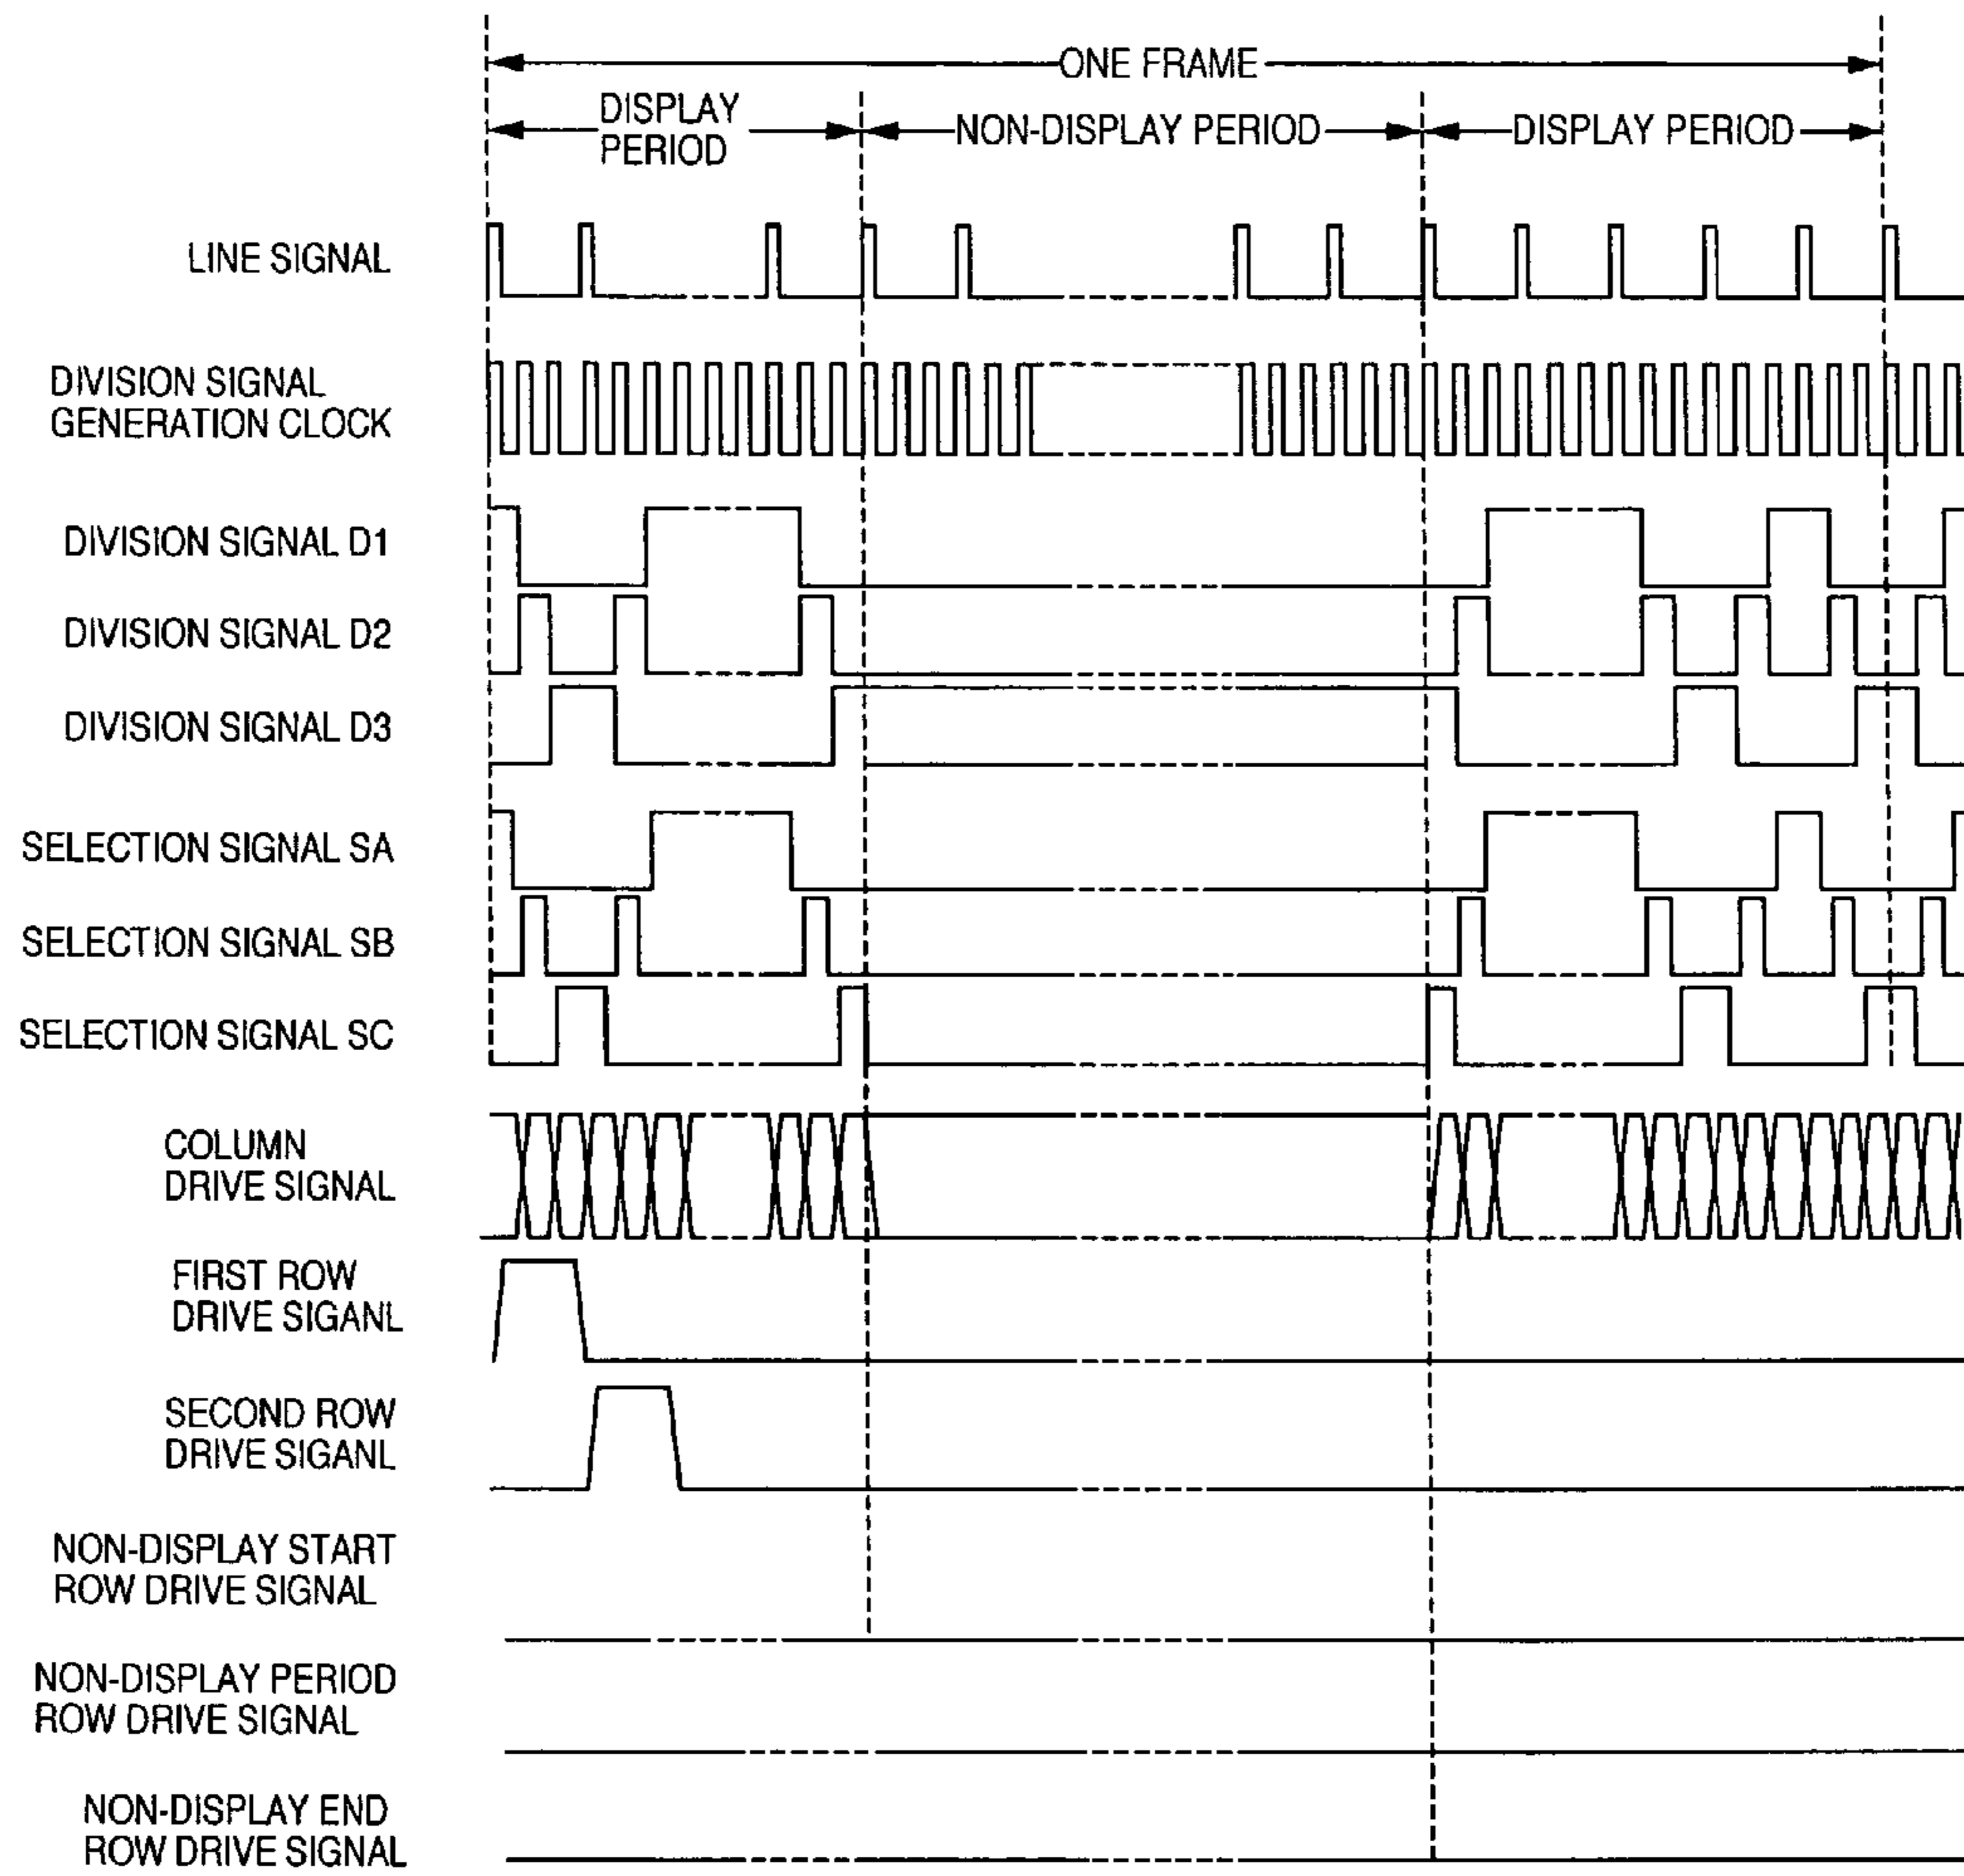 ONE FRAME
DISPLAY
PERIOD
NON-DISPLAY PERIOD
DISPLAY PERIOD
LINE SIGNAL
DIVISION SIGNAL
GENERATION CLOCK
DIVISION SIGNAL D1
DIVISION SIGNAL D2
DIVISION SIGNAL D3
SELECTION SIGNAL SA
SELECTION SIGNAL SB
SELECTION SIGNAL SC
COLUMN
DRIVE SIGNAL
FIRST ROW
DRIVE SIGANL
SECOND ROW
DRIVE SIGANL
NON-DISPLAY START
ROW DRIVE SIGNAL
NON-DISPLAY PERIOD
ROW DRIVE SIGNAL
NON-DISPLAY END
ROW DRIVE SIGNAL